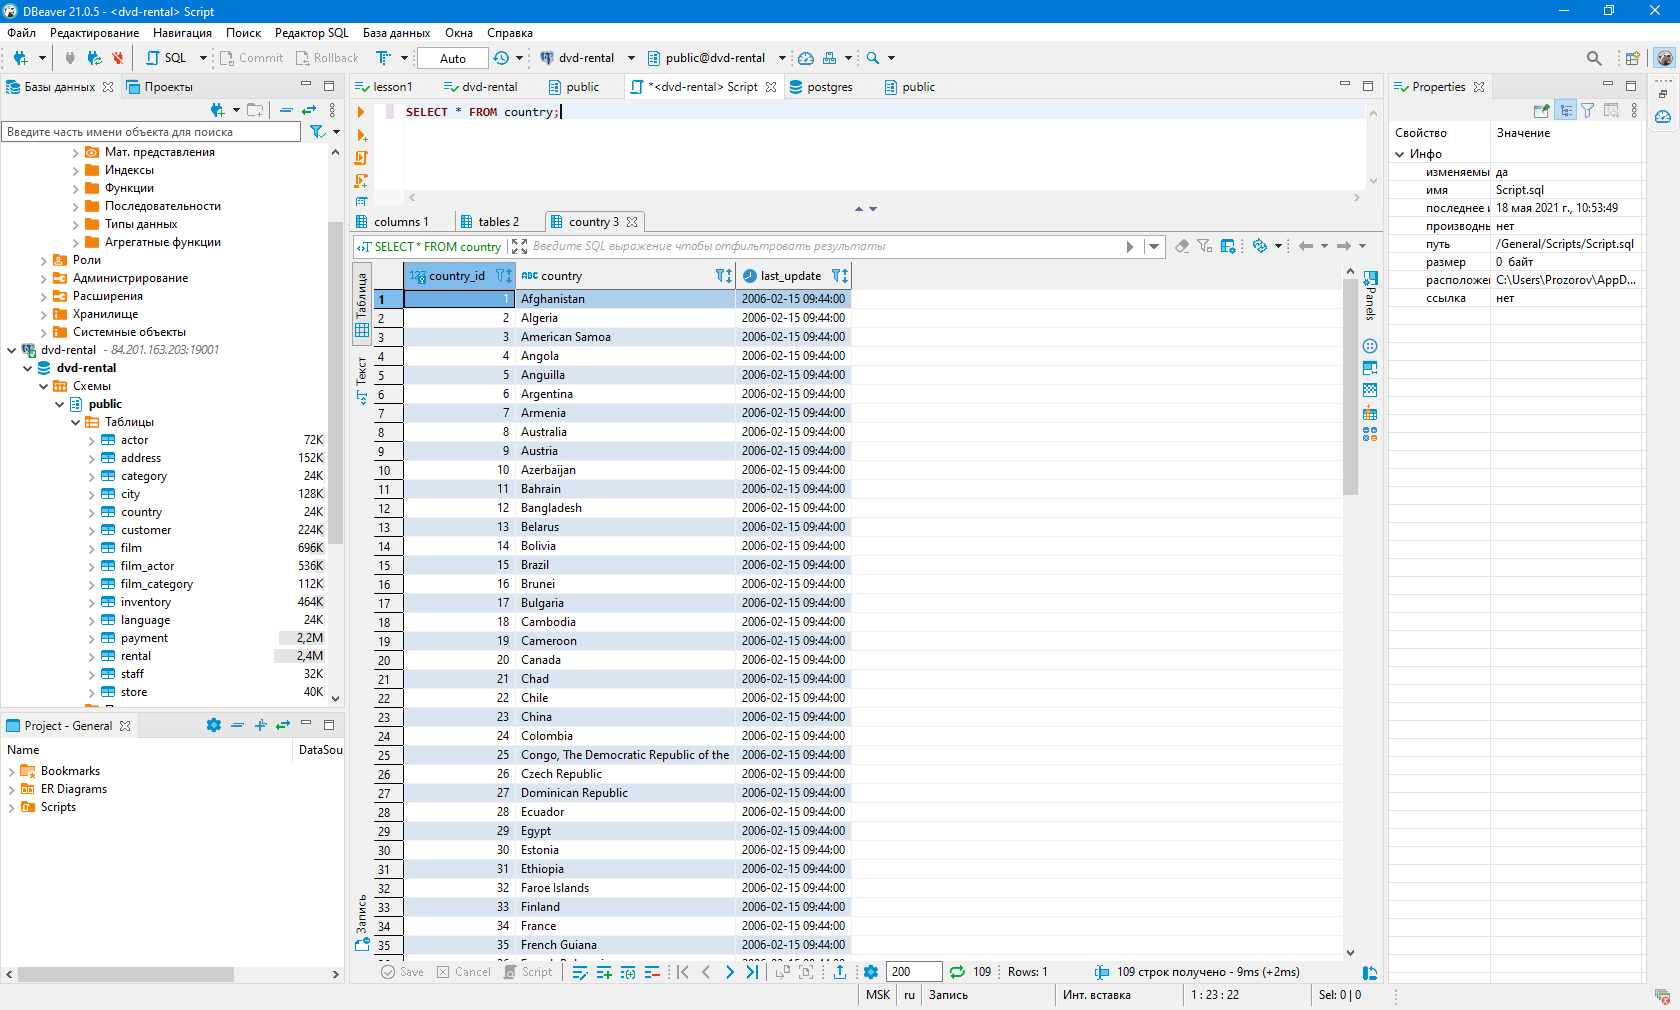 DBeaver 21.0.5 - <dvd-rental> Script
Файл Редактирование Навигация Поиск Редактор SQL База данных Окна Справка
SQL Commit Rollback Auto dvd-rental public@dvd-rental
Базы данных Проекты
Введите часть имени объекта для поиска
Мат. представления
Индексы
Функции
Последовательности
Типы данных
Агрегатные функции
Роли
Администрирование
Расширения
Хранилище
Системные объекты
dvd-rental - 84.201.163.203:19001
dvd-rental
Схемы
public
Таблицы
actor 72K
address 152K
category 24K
city 128K
country 24K
customer 224K
film 696K
film_actor 536K
film_category 112K
inventory 464K
language 24K
payment 2,2M
rental 2,4M
staff 32K
store 40K
Project - General
Name DataSou
Bookmarks
ER Diagrams
Scripts
lesson1 dvd-rental public *<dvd-rental> Script postgres public
SELECT * FROM country;
columns 1 tables 2 country 3
SELECT * FROM country Введите SQL выражение чтобы отфильтровать результаты
Таблица
Текст
Запись
123 country_id ABC country last_update
1 1 Afghanistan 2006-02-15 09:44:00
2 2 Algeria 2006-02-15 09:44:00
3 3 American Samoa 2006-02-15 09:44:00
4 4 Angola 2006-02-15 09:44:00
5 5 Anguilla 2006-02-15 09:44:00
6 6 Argentina 2006-02-15 09:44:00
7 7 Armenia 2006-02-15 09:44:00
8 8 Australia 2006-02-15 09:44:00
9 9 Austria 2006-02-15 09:44:00
10 10 Azerbaijan 2006-02-15 09:44:00
11 11 Bahrain 2006-02-15 09:44:00
12 12 Bangladesh 2006-02-15 09:44:00
13 13 Belarus 2006-02-15 09:44:00
14 14 Bolivia 2006-02-15 09:44:00
15 15 Brazil 2006-02-15 09:44:00
16 16 Brunei 2006-02-15 09:44:00
17 17 Bulgaria 2006-02-15 09:44:00
18 18 Cambodia 2006-02-15 09:44:00
19 19 Cameroon 2006-02-15 09:44:00
20 20 Canada 2006-02-15 09:44:00
21 21 Chad 2006-02-15 09:44:00
22 22 Chile 2006-02-15 09:44:00
23 23 China 2006-02-15 09:44:00
24 24 Colombia 2006-02-15 09:44:00
25 25 Congo, The Democratic Republic of the 2006-02-15 09:44:00
26 26 Czech Republic 2006-02-15 09:44:00
27 27 Dominican Republic 2006-02-15 09:44:00
28 28 Ecuador 2006-02-15 09:44:00
29 29 Egypt 2006-02-15 09:44:00
30 30 Estonia 2006-02-15 09:44:00
31 31 Ethiopia 2006-02-15 09:44:00
32 32 Faroe Islands 2006-02-15 09:44:00
33 33 Finland 2006-02-15 09:44:00
34 34 France 2006-02-15 09:44:00
35 35 French Guiana 2006-02-15 09:44:00
Panels
Save Cancel Script 200 109 Rows: 1 109 строк получено - 9ms (+2ms)
MSK ru Запись Инт. вставка 1 : 23 : 22 Sel: 0 | 0
Properties
Свойство Значение
Инфо
изменяемы да
имя Script.sql
последнее и 18 мая 2021 г., 10:53:49
производны нет
путь /General/Scripts/Script.sql
размер 0 байт
расположен C:\Users\Prozorov\AppD...
ссылка нет